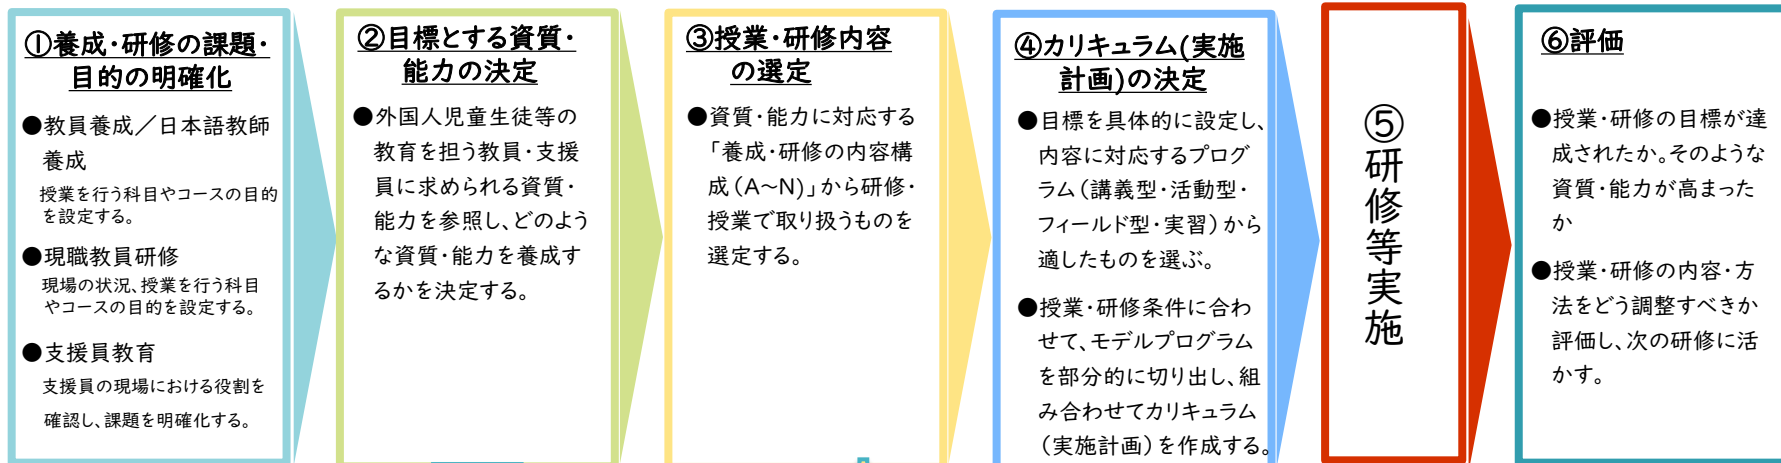 ①養成・研修の課題・
目的の明確化
●教員養成／日本語教師
養成
授業を行う科目やコースの目的
を設定する。
●現職教員研修
現場の状況、授業を行う科目
やコースの目的を設定する。
●支援員教育
支援員の現場における役割を
確認し、課題を明確化する。
②目標とする資質・
能力の決定
●外国人児童生徒等の
教育を担う教員・支援
員に求められる資質・
能力を参照し、どのよう
な資質・能力を養成す
るかを決定する。
③授業・研修内容
の選定
●資質・能力に対応する
「養成・研修の内容構
成（A～N）」から研修・
授業で取り扱うものを
選定する。
④カリキュラム(実施
計画)の決定
●目標を具体的に設定し、
内容に対応するプログ
ラム（講義型・活動型・
フィールド型・実習）から
適したものを選ぶ。
●授業・研修条件に合わ
せて、モデルプログラム
を部分的に切り出し、組
み合わせてカリキュラム
（実施計画）を作成する。
⑤研修等実施
⑥評価
●授業・研修の目標が達
成されたか。そのような
資質・能力が高まった
か
●授業・研修の内容・方
法をどう調整すべきか
評価し、次の研修に活
かす。